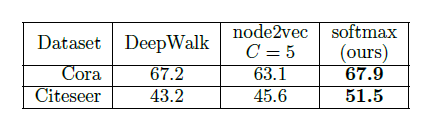 Dataset DeepWalk node2vec C = 5 softmax (ours)
Cora 67.2 63.1 67.9
Citeseer 43.2 45.6 51.5